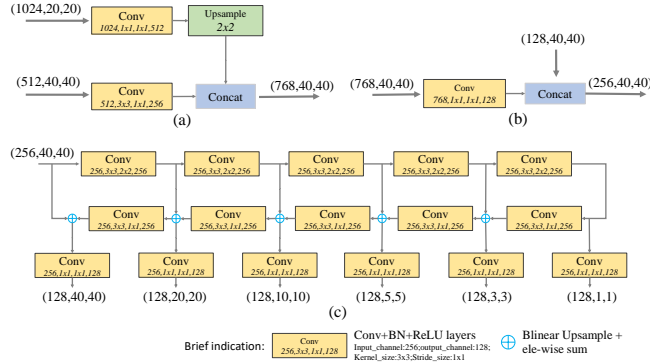 (1024,20,20)
Conv
1024,1x1,1x1,512
Upsample
2x2
(512,40,40)
Conv
512,3x3,1x1,256
Concat
(768,40,40)
(a)
(128,40,40)
(768,40,40)
Conv
768,1x1,1x1,128
Concat
(256,40,40)
(b)
(256,40,40)
Conv
256,3x3,2x2,256
Conv
256,3x3,2x2,256
Conv
256,3x3,2x2,256
Conv
256,3x3,2x2,256
Conv
256,3x3,2x2,256
Conv
256,3x3,1x1,256
Conv
256,3x3,1x1,256
Conv
256,3x3,1x1,256
Conv
256,3x3,1x1,256
Conv
256,3x3,1x1,256
Conv
256,1x1,1x1,128
Conv
256,1x1,1x1,128
Conv
256,1x1,1x1,128
Conv
256,1x1,1x1,128
Conv
256,1x1,1x1,128
Conv
256,1x1,1x1,128
(128,40,40)
(128,20,20)
(128,10,10)
(128,5,5)
(128,3,3)
(128,1,1)
(c)
Brief indication:
Conv
256,3x3,1x1,128
Conv+BN+ReLU layers
Input_channel:256;output_channel:128;
Kernel_size:3x3;Stride_size:1x1
Blinear Upsample +
ele-wise sum